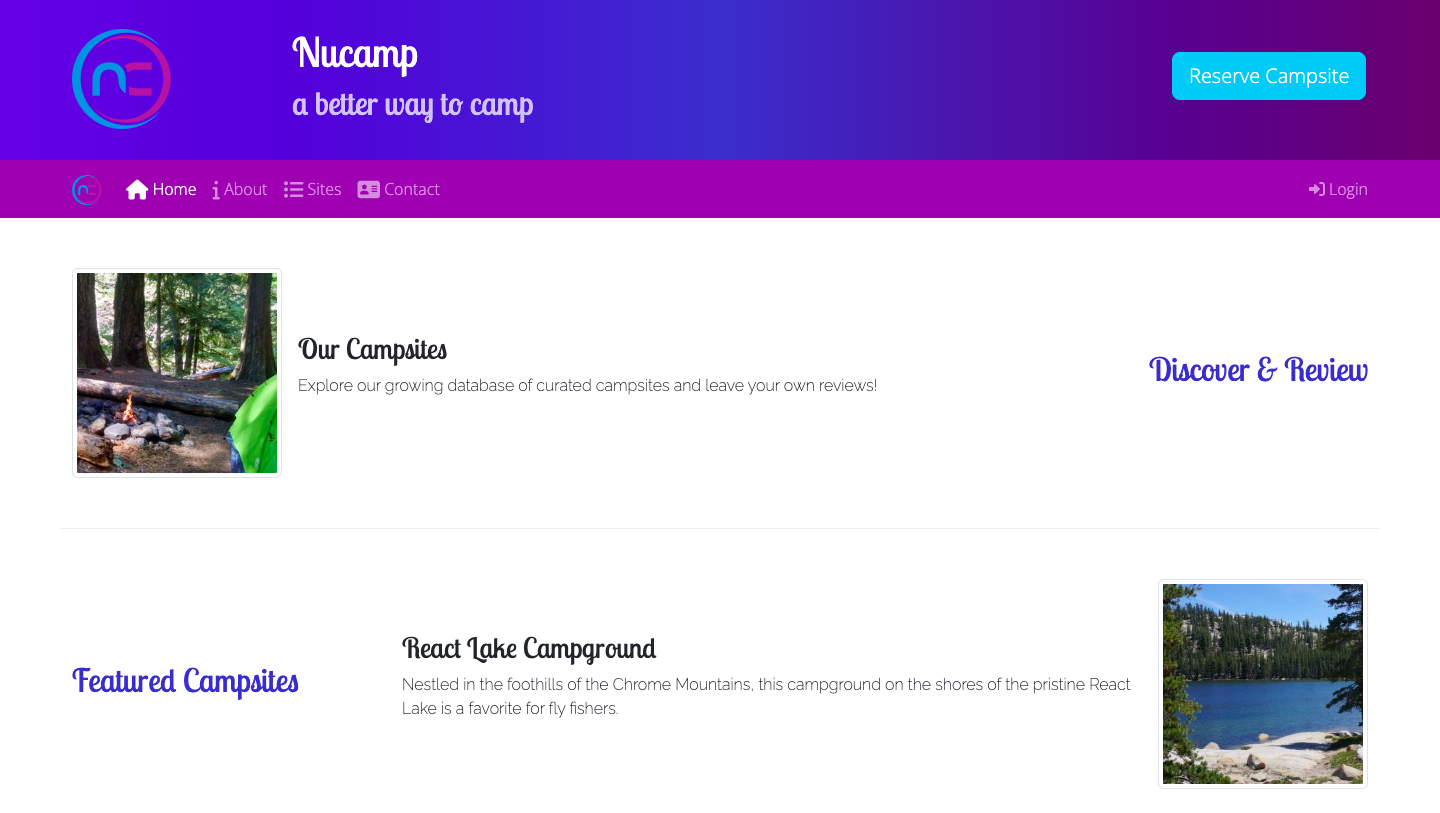 nc
Nucamp
a better way to camp
Reserve Campsite
nc
Home
About
Sites
Contact
Login
Our Campsites
Explore our growing database of curated campsites and leave your own reviews!
Discover & Review
Featured Campsites
React Lake Campground
Nestled in the foothills of the Chrome Mountains, this campground on the shores of the pristine React
Lake is a favorite for fly fishers.